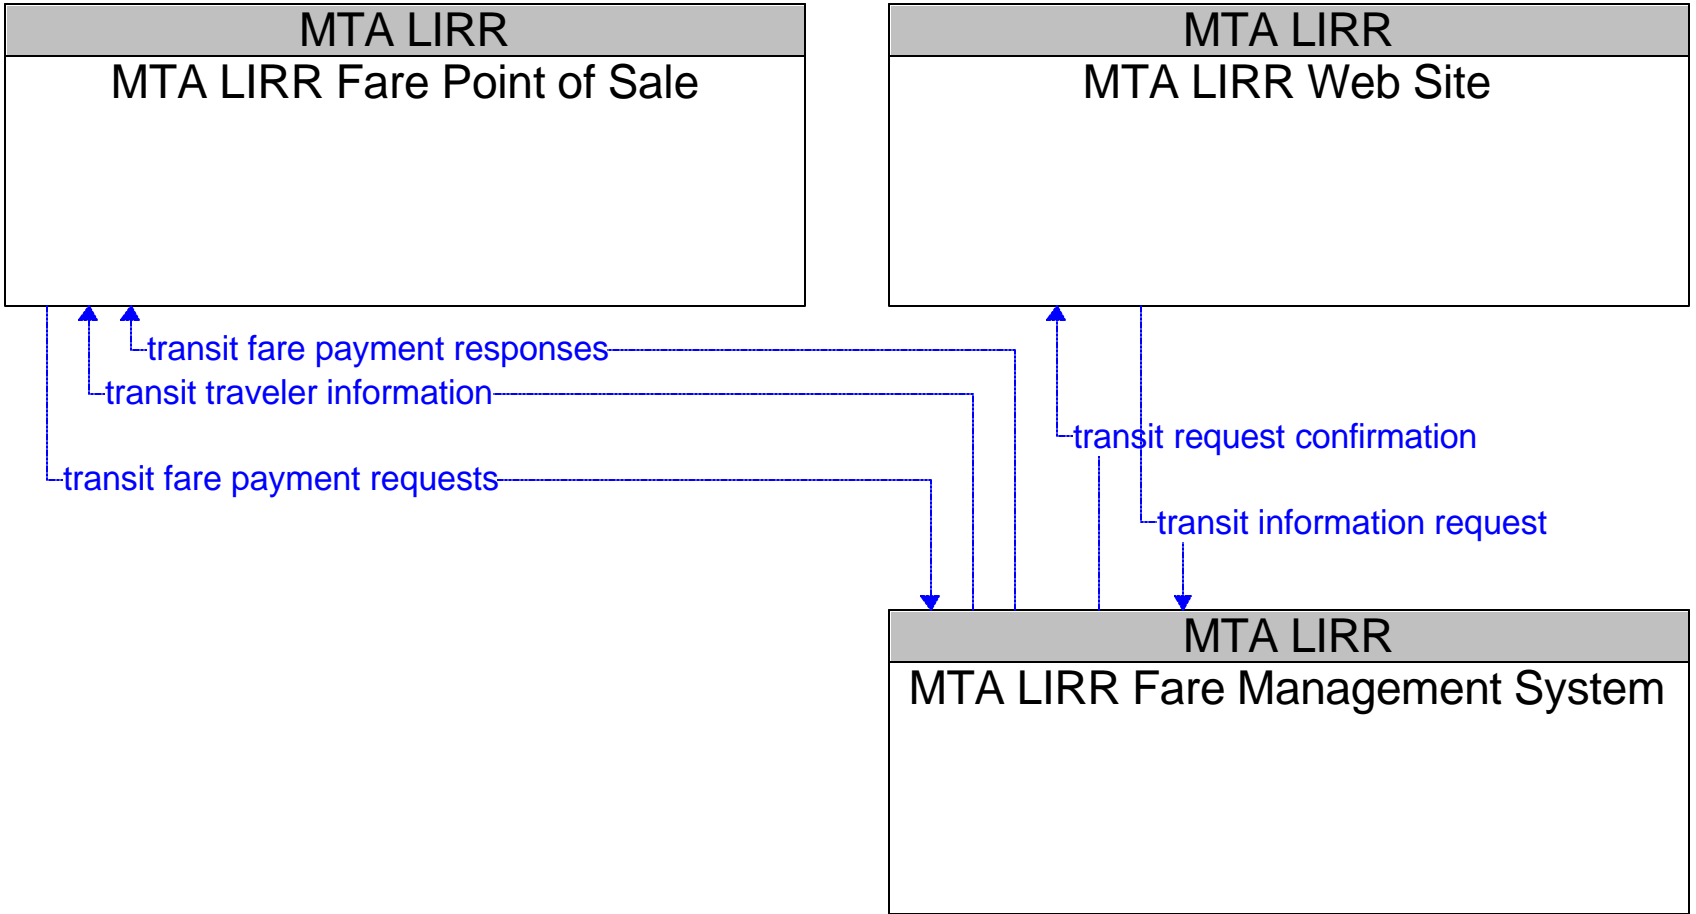 MTA LIRR
MTA LIRR Fare Point of Sale
MTA LIRR
MTA LIRR Web Site
transit fare payment responses
transit traveler information
transit request confirmation
transit fare payment requests
transit information request
MTA LIRR
MTA LIRR Fare Management System